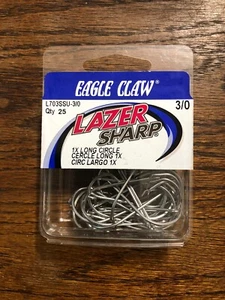 EAGLE CLAW
L703SSU-3/0
Qty 25
3/0
LAZER
SHARP
1X LONG CIRCLE
CERCLE LONG 1X
CIRC LARGO 1X